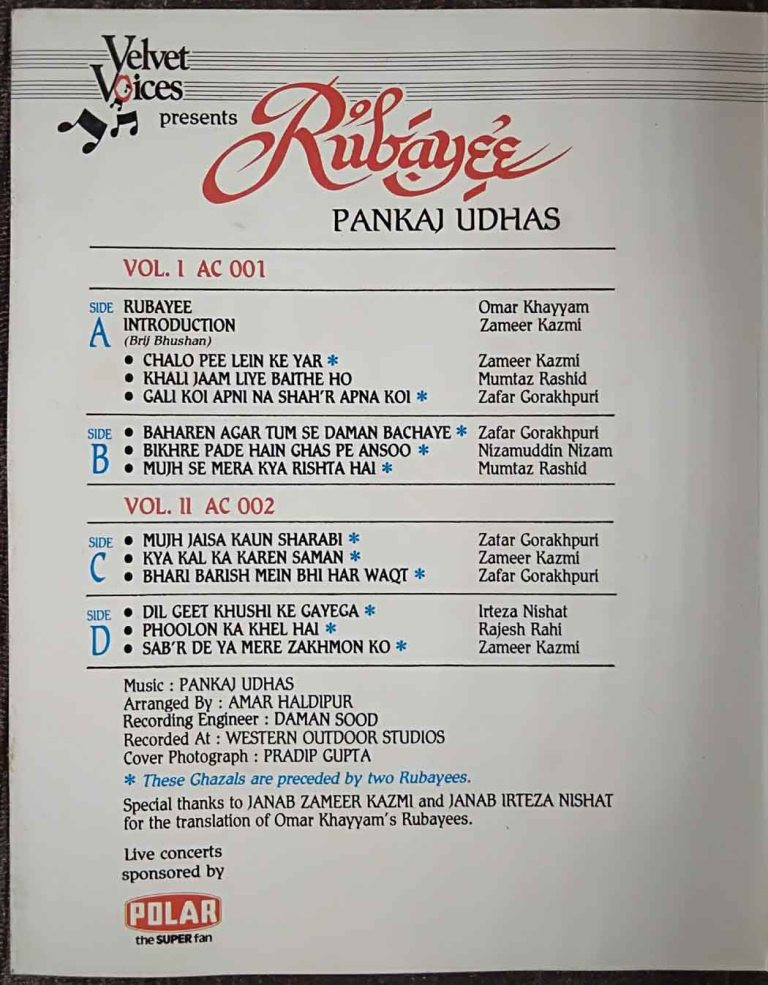 Velvet
Voices
presents Rubayee
PANKAJ UDHAS
VOL. I AC 001
SIDE A RUBAYEE Omar Khayyam
INTRODUCTION Zameer Kazmi
(Brij Bhushan)
• CHALO PEE LEIN KE YAR * Zameer Kazmi
• KHALI JAAM LIYE BAITHE HO Mumtaz Rashid
• GALI KOI APNI NA SHAH'R APNA KOI * Zafar Gorakhpuri
SIDE B • BAHAREN AGAR TUM SE DAMAN BACHAYE * Zafar Gorakhpuri
• BIKHRE PADE HAIN GHAS PE ANSOO * Nizamuddin Nizam
• MUJH SE MERA KYA RISHTA HAI * Mumtaz Rashid
VOL. II AC 002
SIDE C • MUJH JAISA KAUN SHARABI * Zatar Gorakhpuri
• KYA KAL KA KAREN SAMAN * Zameer Kazmi
• BHARI BARISH MEIN BHI HAR WAQT * Zafar Gorakhpuri
SIDE D • DIL GEET KHUSHI KE GAYEGA * Irteza Nishat
• PHOOLON KA KHEL HAI * Rajesh Rahi
• SAB'R DE YA MERE ZAKHMON KO * Zameer Kazmi
Music : PANKAJ UDHAS
Arranged By : AMAR HALDIPUR
Recording Engineer : DAMAN SOOD
Recorded At : WESTERN OUTDOOR STUDIOS
Cover Photograph : PRADIP GUPTA
* These Ghazals are preceded by two Rubayees.
Special thanks to JANAB ZAMEER KAZMI and JANAB IRTEZA NISHAT
for the translation of Omar Khayyam's Rubayees.
Live concerts
sponsored by
POLAR
the SUPER fan